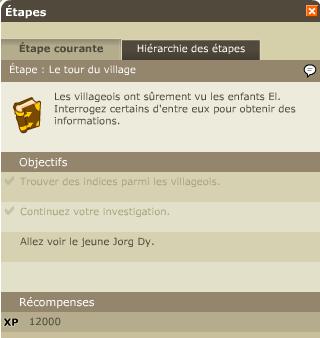 Étapes
Étape courante
Hiérarchie des étapes
Étape : Le tour du village
Les villageois ont sûrement vu les enfants El.
Interrogez certains d'entre eux pour obtenir des
informations.
Objectifs
Trouver des indices parmi les villageois.
Continuez votre investigation.
Allez voir le jeune Jorg Dy.
Récompenses
XP 12000